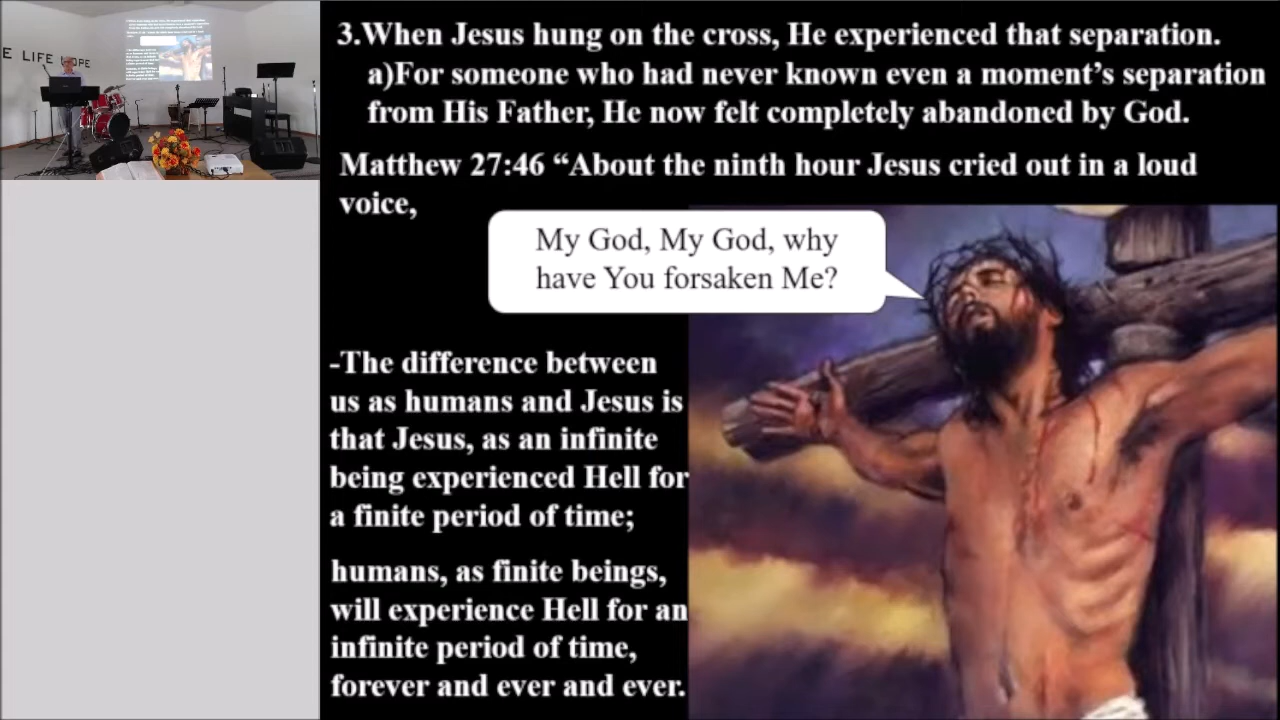 E LIFE
3.When Jesus hung on the cross, He experienced that separation.
a)For someone who had never known even a moment’s separation
from His Father, He now felt completely abandoned by God.
Matthew 27:46 “About the ninth hour Jesus cried out in a loud
voice,
My God, My God, why
have You forsaken Me?
-The difference between
us as humans and Jesus is
that Jesus, as an infinite
being experienced Hell for
a finite period of time;
humans, as finite beings,
will experience Hell for an
infinite period of time,
forever and ever and ever.